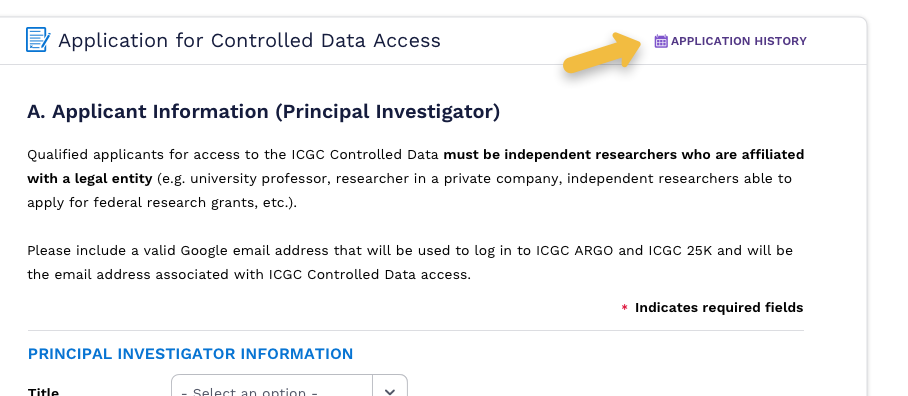 Application for Controlled Data Access
APPLICATION HISTORY
A. Applicant Information (Principal Investigator)
Qualified applicants for access to the ICGC Controlled Data must be independent researchers who are affiliated
with a legal entity (e.g. university professor, researcher in a private company, independent researchers able to
apply for federal research grants, etc.).
Please include a valid Google email address that will be used to log in to ICGC ARGO and ICGC 25K and will be
the email address associated with ICGC Controlled Data access.
* Indicates required fields
PRINCIPAL INVESTIGATOR INFORMATION
Title - Select an option -